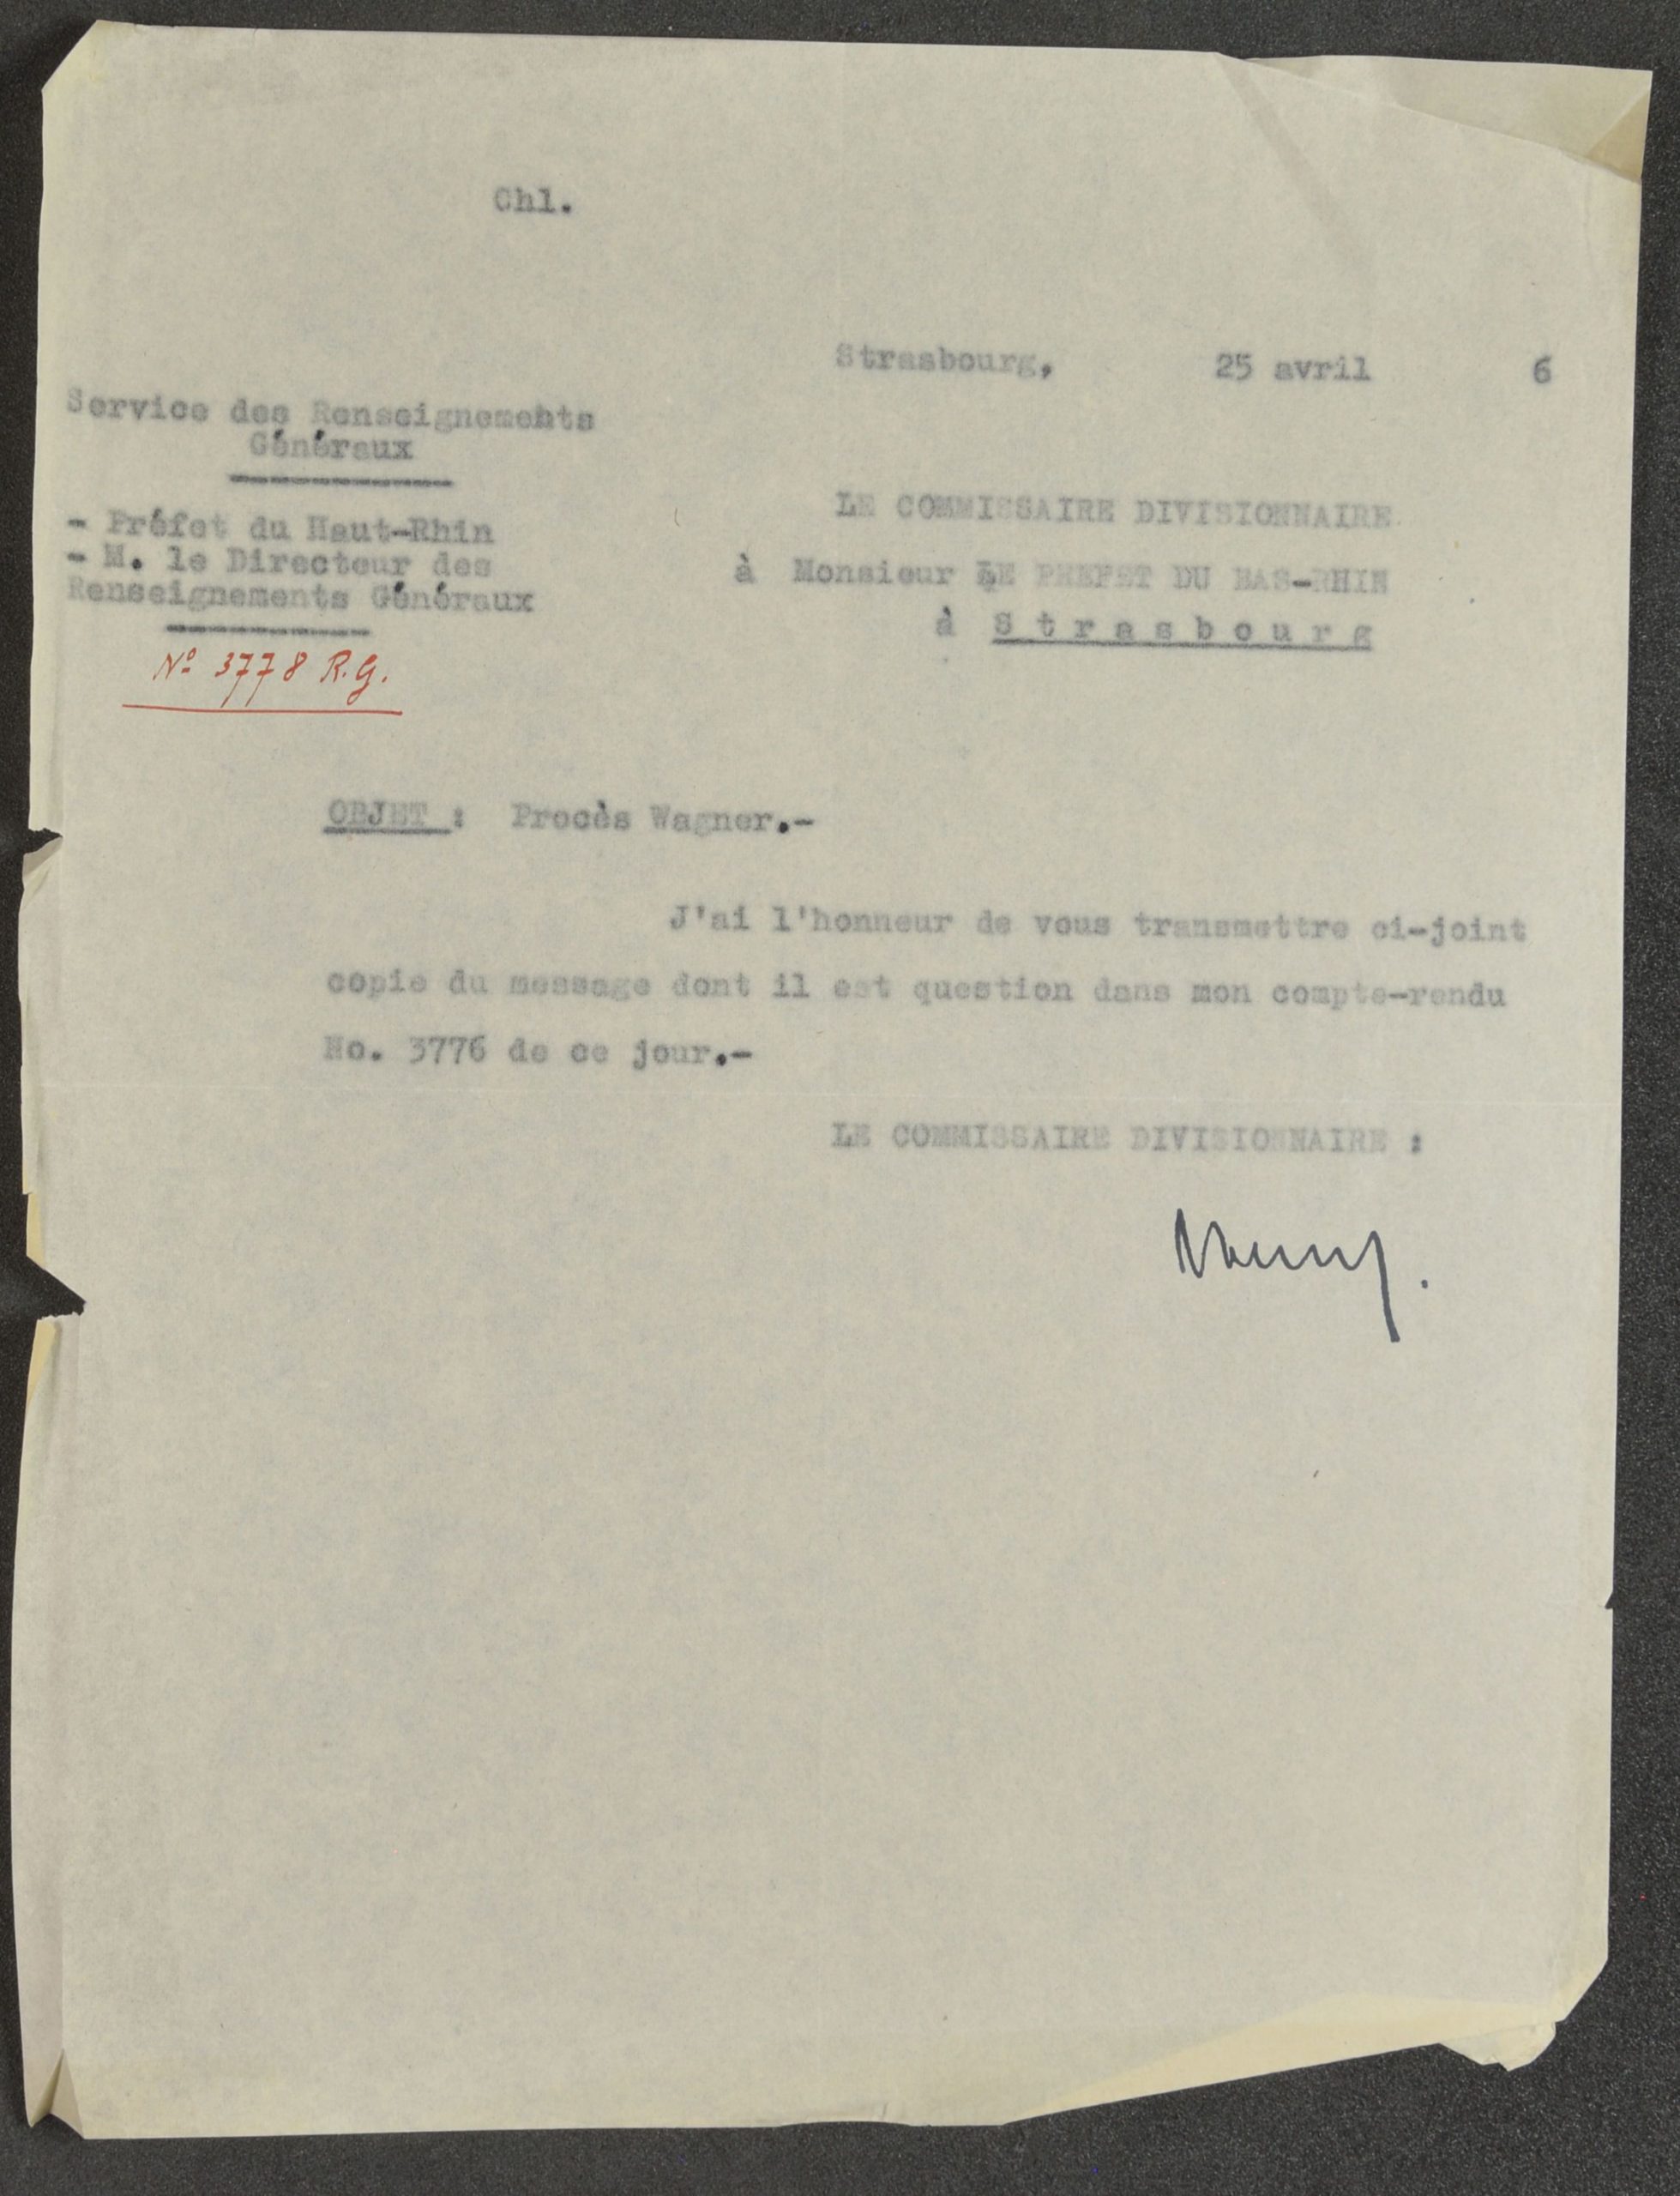 Chl.
Strasbourg, 25 avril 6
Service des Renseignements
Généraux
- Préfet du Haut-Rhin
- M. le Directeur des
Renseignements Généraux
Nº 3778 R.G.
LE COMMISSAIRE DIVISIONNAIRE
à Monsieur LE PREFET DU BAS-RHIN
à Strasbourg
OBJET : Procès Wagner.-
J'ai l'honneur de vous transmettre ci-joint
copie du message dont il est question dans mon compte-rendu
No. 3776 de ce jour.-
LE COMMISSAIRE DIVISIONNAIRE :